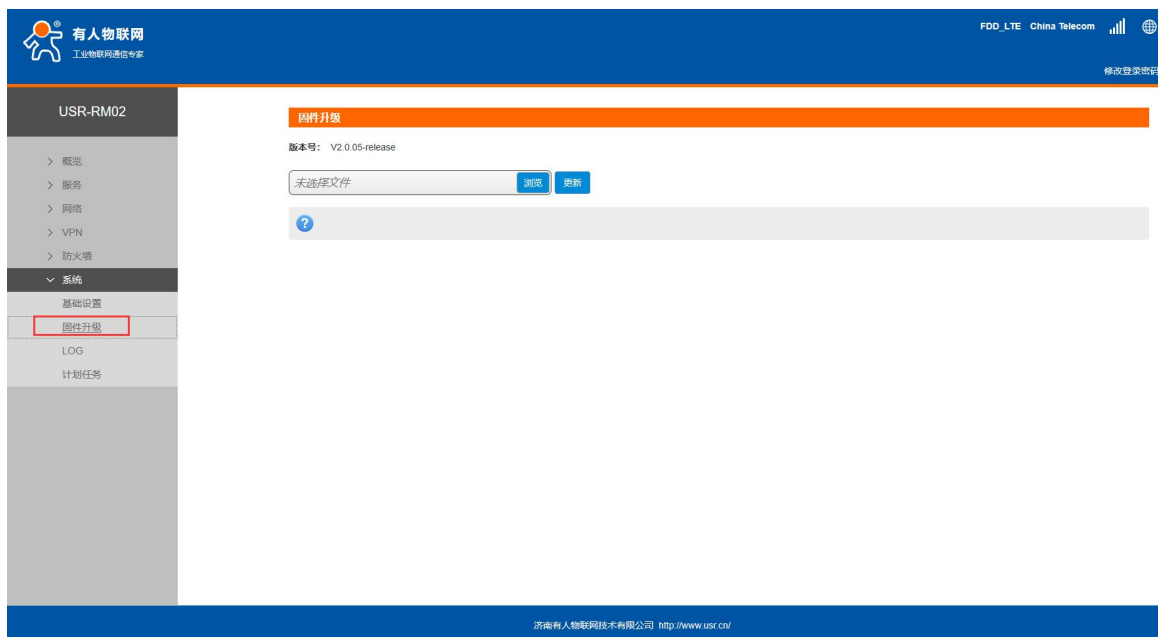 有人物联网
工业物联网通信专家
FDD_LTE China Telecom
修改登录密码
USR-RM02
概览
服务
网络
VPN
防火墙
系统
基础设置
固件升级
LOG
计划任务
固件升级
版本号： V2.0.05-release
未选择文件 浏览 更新
济南有人物联网技术有限公司 http://www.usr.cn/